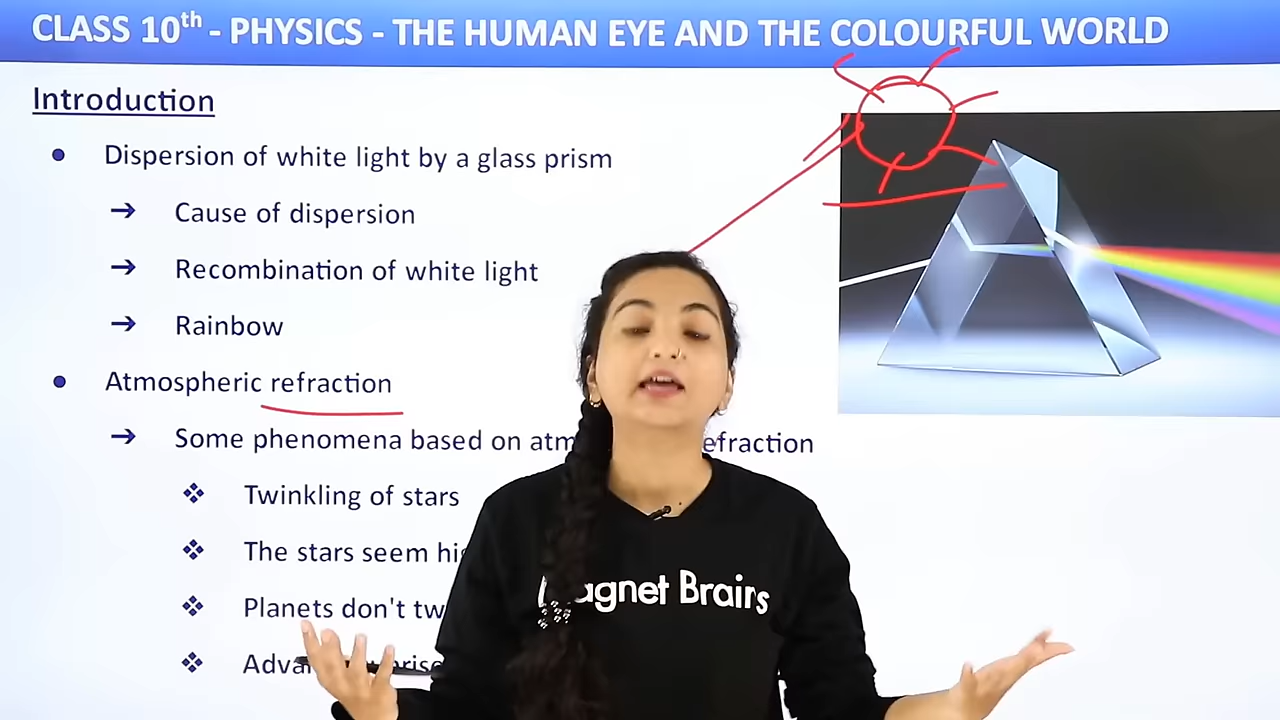 CLASS 10th - PHYSICS - THE HUMAN EYE AND THE COLOURFUL WORLD
Introduction
• Dispersion of white light by a glass prism
→ Cause of dispersion
→ Recombination of white light
→ Rainbow
• Atmospheric refraction
→ Some phenomena based on atm efraction
❖ Twinkling of stars
❖ The stars seem hi
❖ Planets don't tw
❖ Adva
agnet Brains